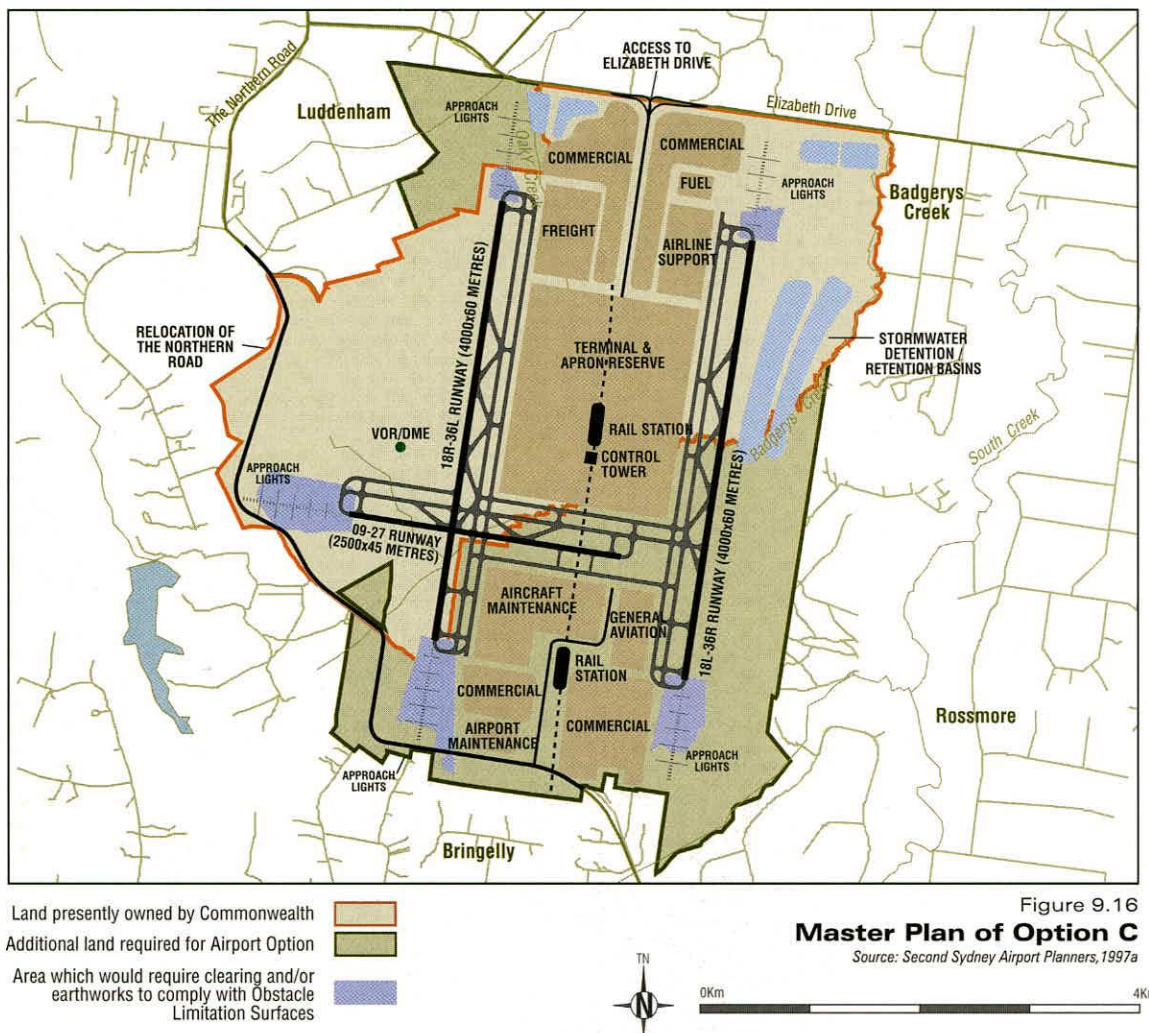 ACCESS TO
ELIZABETH DRIVE
The Northern Road
Luddenham
APPROACH
LIGHTS
Oaky Creek
Elizabeth Drive
COMMERCIAL
COMMERCIAL
FUEL
APPROACH
LIGHTS
Badgerys
Creek
FREIGHT
AIRLINE
SUPPORT
18R-36L RUNWAY (4000x60 METRES)
RELOCATION OF
THE NORTHERN
ROAD
TERMINAL &
APRON RESERVE
STORMWATER
DETENTION /
RETENTION BASINS
Badgerys Creek
South Creek
VOR/DME
RAIL STATION
CONTROL
TOWER
APPROACH
LIGHTS
09-27 RUNWAY
(2500x45 METRES)
18L-36R RUNWAY (4000x60 METRES)
AIRCRAFT
MAINTENANCE
GENERAL
AVIATION
RAIL
STATION
COMMERCIAL
COMMERCIAL
AIRPORT
MAINTENANCE
Rossmore
APPROACH
LIGHTS
APPROACH
LIGHTS
Bringelly
Land presently owned by Commonwealth
Additional land required for Airport Option
Area which would require clearing and/or
earthworks to comply with Obstacle
Limitation Surfaces
Figure 9.16
Master Plan of Option C
Source: Second Sydney Airport Planners,1997a
TN
N
0Km
4Km